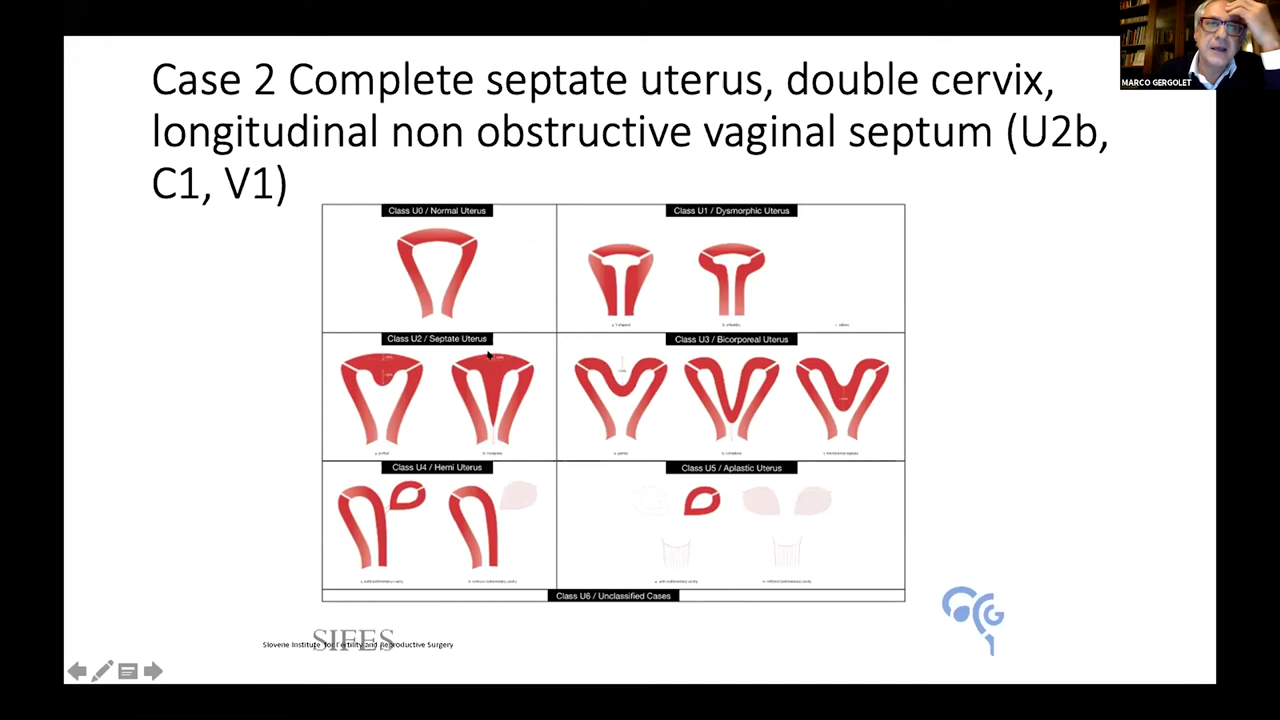 MARCO GERGOLET
Case 2 Complete septate uterus, double cervix,
longitudinal non obstructive vaginal septum (U2b,
C1, V1)
Class U0 / Normal Uterus
Class U1 / Dysmorphic Uterus
Class U2 / Septate Uterus
Class U3 / Bicorporeal Uterus
Class U4 / Hemi Uterus
Class U5 / Aplastic Uterus
Class U6 / Unclassified Cases
SIFES
Slovene Institute for Fertility and Reproductive Surgery